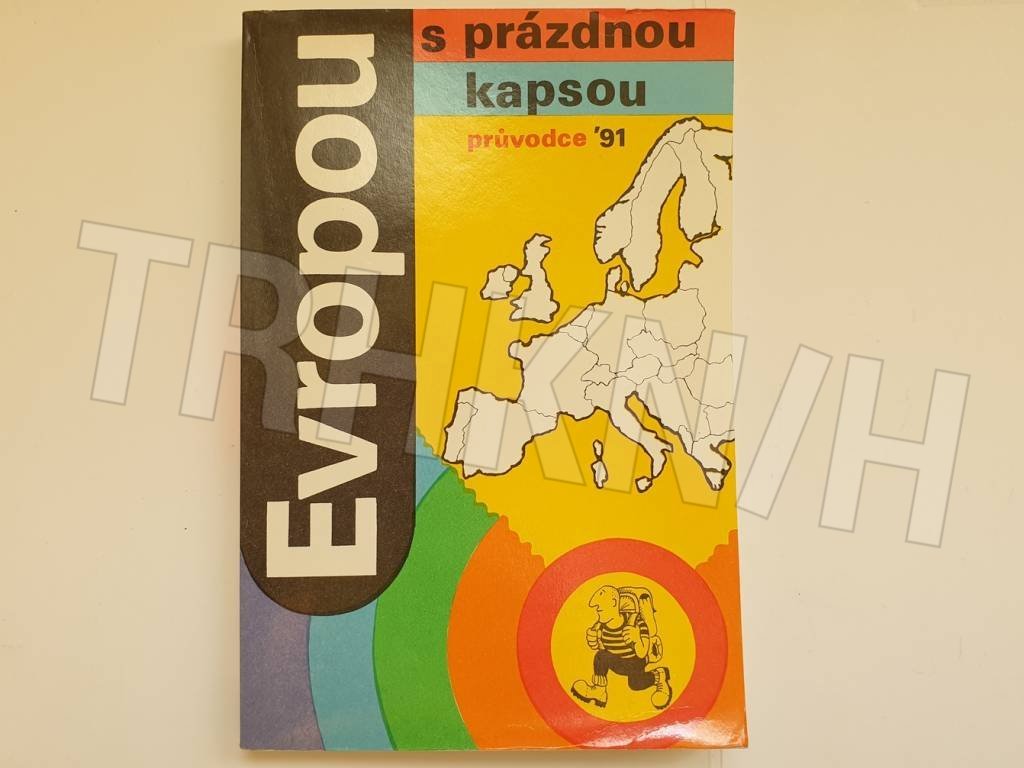 Evropou
s prázdnou
kapsou
průvodce '91
TRHKNIH